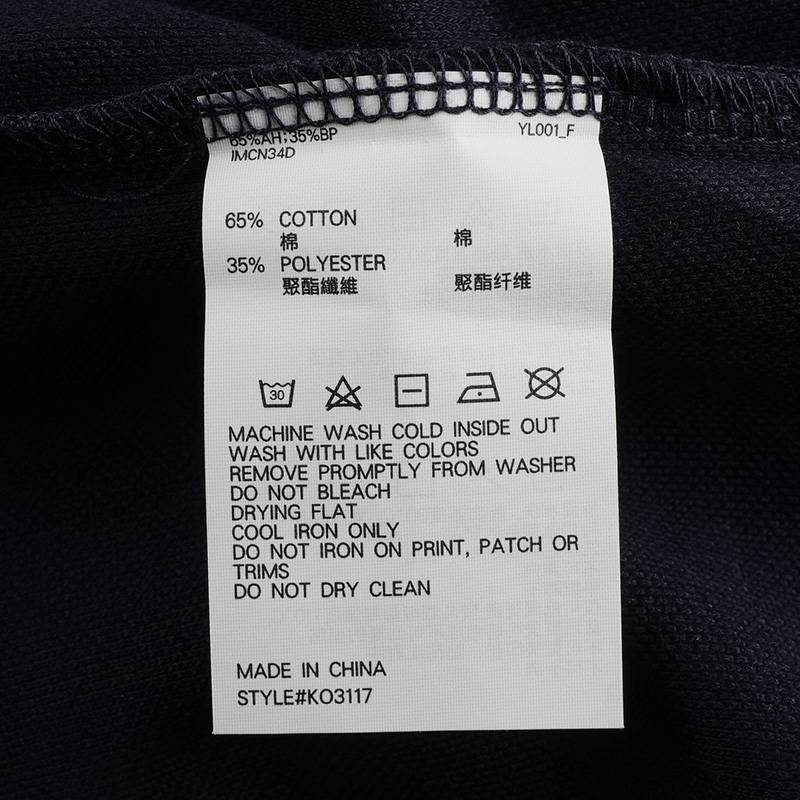 65%AH;35%BP YL001_F
IMCN34D
65% COTTON
棉 棉
35% POLYESTER
聚酯纖維 聚酯纤维
30
MACHINE WASH COLD INSIDE OUT
WASH WITH LIKE COLORS
REMOVE PROMPTLY FROM WASHER
DO NOT BLEACH
DRYING FLAT
COOL IRON ONLY
DO NOT IRON ON PRINT, PATCH OR
TRIMS
DO NOT DRY CLEAN
MADE IN CHINA
STYLE#KO3117